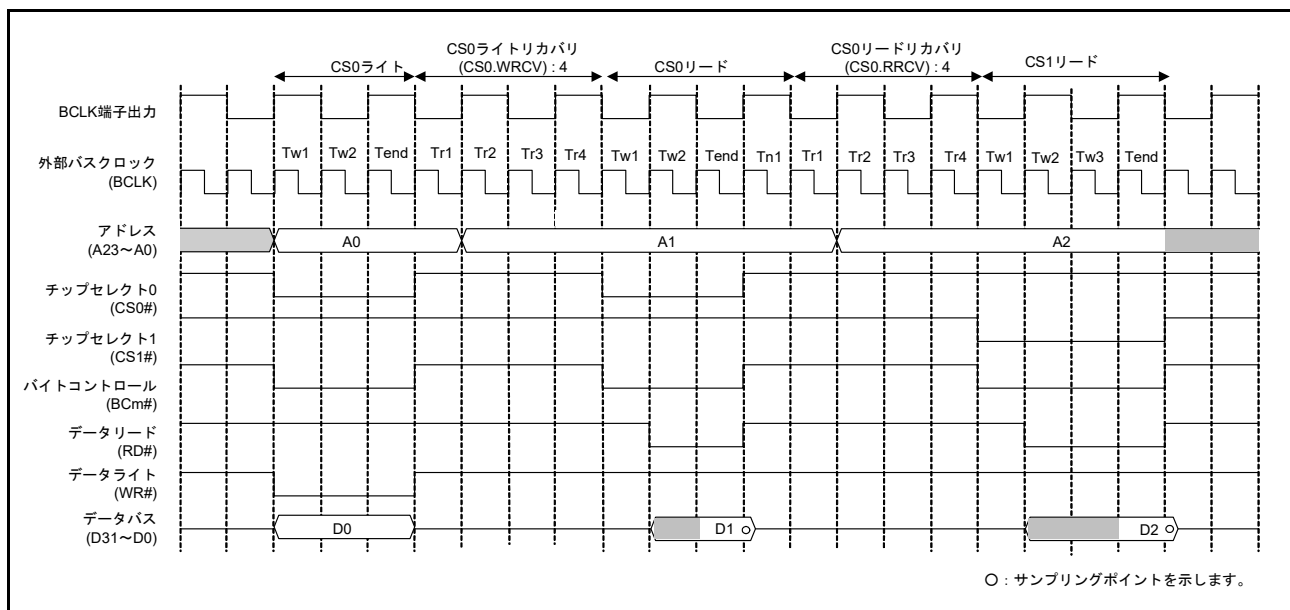 CS0ライト
CS0ライトリカバリ
(CS0.WRCV) : 4
CS0リード
CS0リードリカバリ
(CS0.RRCV) : 4
CS1リード
BCLK端子出力
外部バスクロック
(BCLK)
Tw1 Tw2 Tend Tr1 Tr2 Tr3 Tr4 Tw1 Tw2 Tend Tn1 Tr1 Tr2 Tr3 Tr4 Tw1 Tw2 Tw3 Tend
アドレス
(A23~A0)
A0 A1 A2
チップセレクト0
(CS0#)
チップセレクト1
(CS1#)
バイトコントロール
(BCm#)
データリード
(RD#)
データライト
(WR#)
データバス
(D31~D0)
D0 D1 D2
○ : サンプリングポイントを示します。